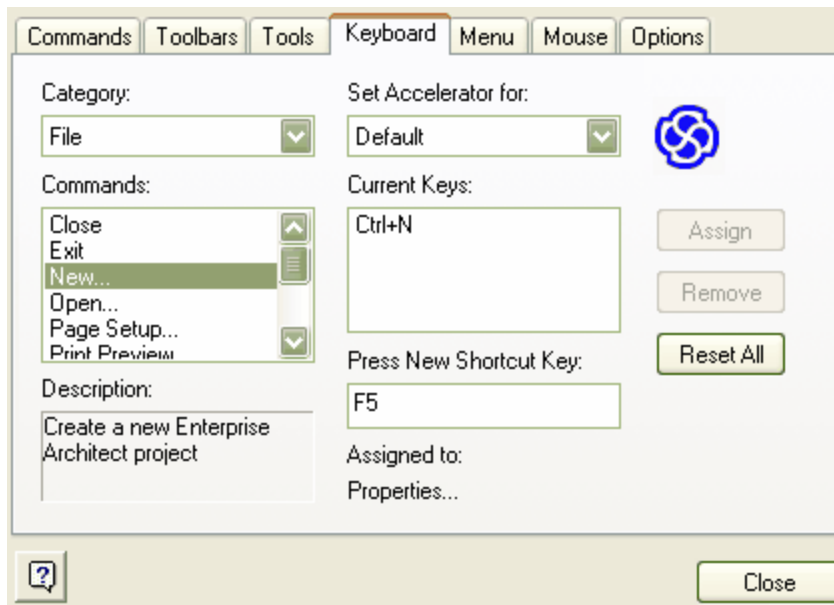 Commands Toolbars Tools Keyboard Menu Mouse Options
Category:
File
Commands:
Close
Exit
New...
Open...
Page Setup...
Print Preview
Description:
Create a new Enterprise
Architect project
Set Accelerator for:
Default
Current Keys:
Ctrl+N
Press New Shortcut Key:
F5
Assigned to:
Properties...
Assign
Remove
Reset All
?
Close